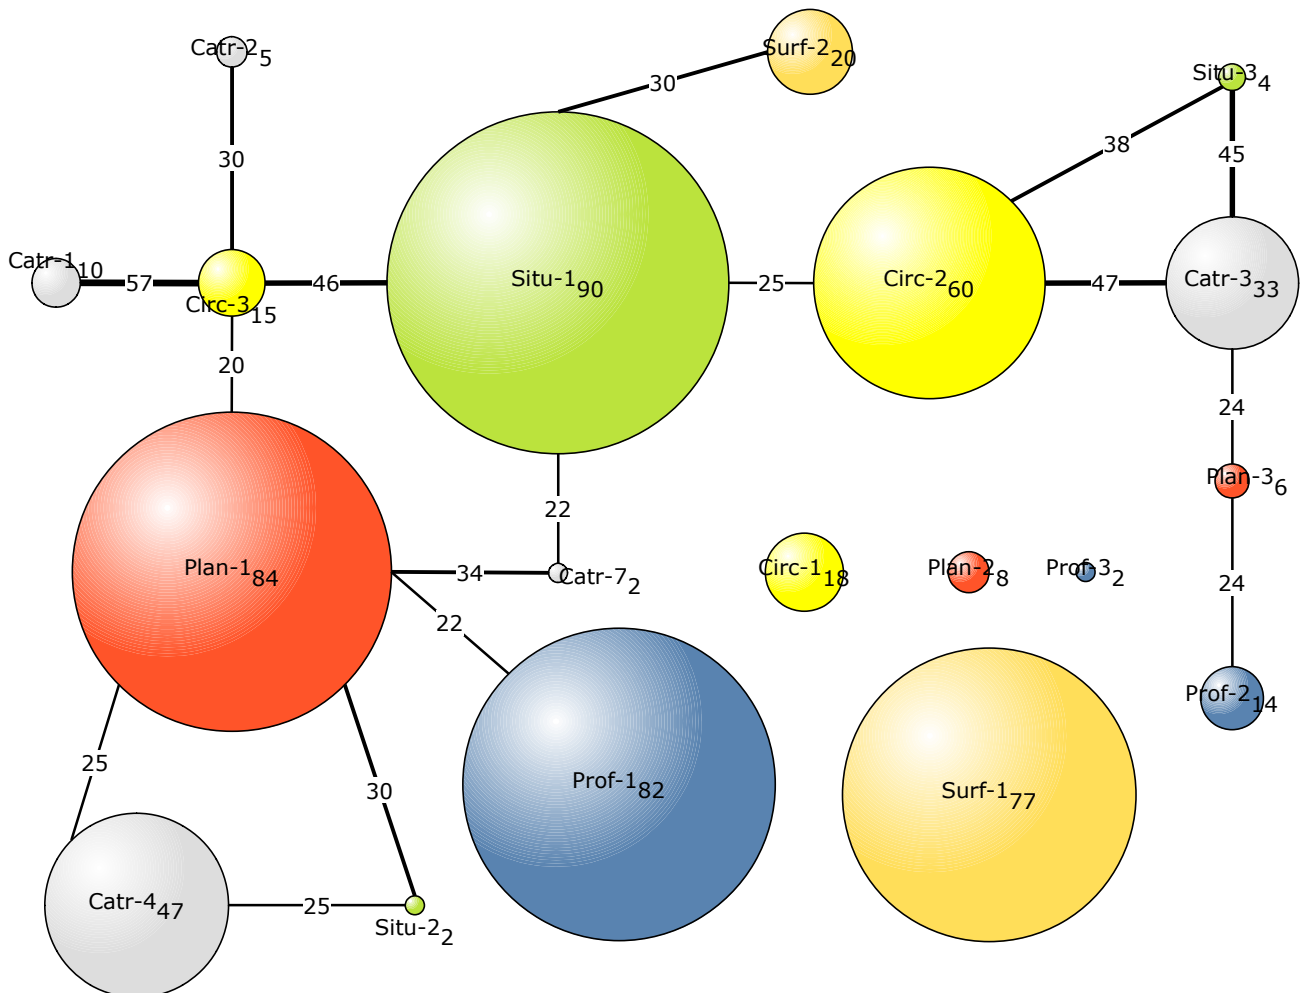 Catr-2 5
Surf-2 20
Situ-3 4
30
38
30
45
Catr-1 10
57
Circ-3 15
46
Situ-1 90
25
Circ-2 60
47
Catr-3 33
20
24
Plan-3 6
22
Plan-1 84
34
Catr-7 2
Circ-1 18
Plan-2 8
Prof-3 2
24
22
Prof-2 14
25
30
Prof-1 82
Surf-1 77
Catr-4 47
25
Situ-2 2